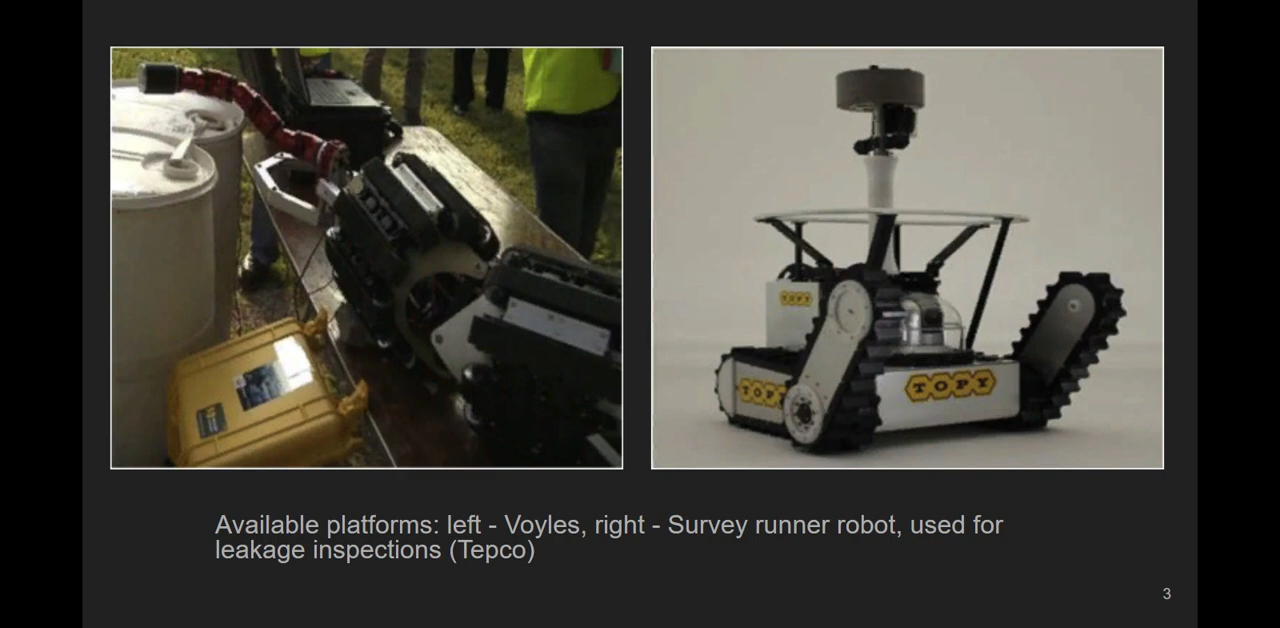 TOPY
TOPY
TOPY
Available platforms: left - Voyles, right - Survey runner robot, used for
leakage inspections (Tepco)
3